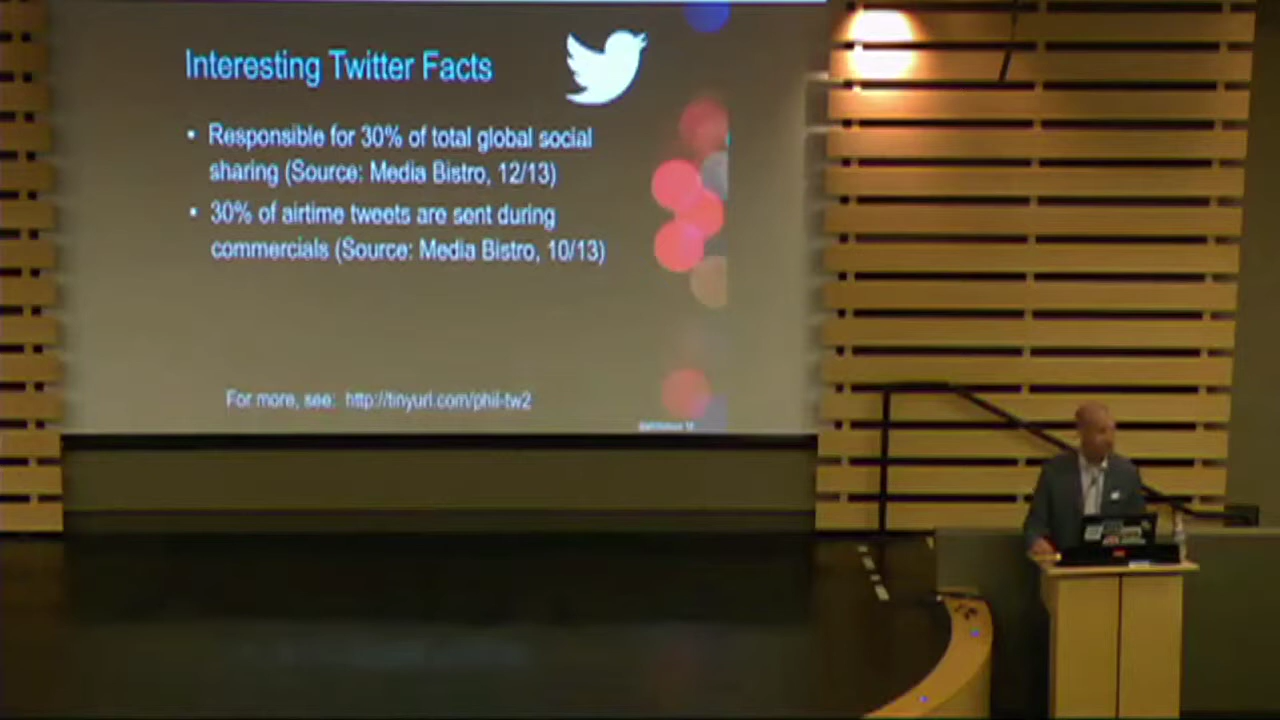 Interesting Twitter Facts
• Responsible for 30% of total global social
sharing (Source: Media Bistro, 12/13)
• 30% of airtime tweets are sent during
commercials (Source: Media Bistro, 10/13)
For more, see: http://tinyurl.com/phil-tw2